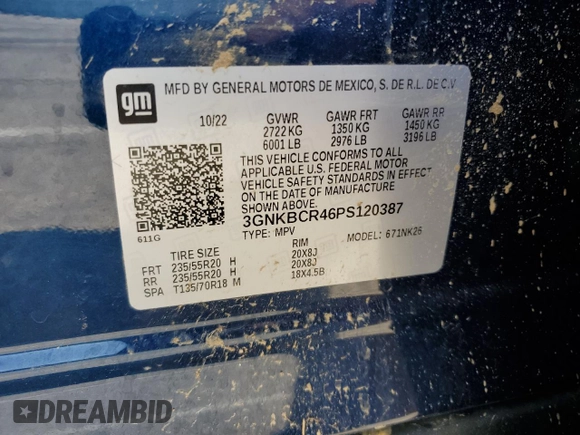 gm
MFD BY GENERAL MOTORS DE MEXICO, S. DE R.L. DE C.V
10/22 GVWR GAWR FRT GAWR RR
2722 KG 1350 KG 1450 KG
6001 LB 2976 LB 3196 LB
THIS VEHICLE CONFORMS TO ALL
APPLICABLE U.S. FEDERAL MOTOR
VEHICLE SAFETY STANDARDS IN EFFECT
ON THE DATE OF MANUFACTURE
3GNKBCR46PS120387
611G
TYPE: MPV MODEL: 671NK26
TIRE SIZE RIM
FRT 235/55R20 H 20X8J
RR 235/55R20 H 20X8J
SPA T135/70R18 M 18X4.5B
DREAMBID